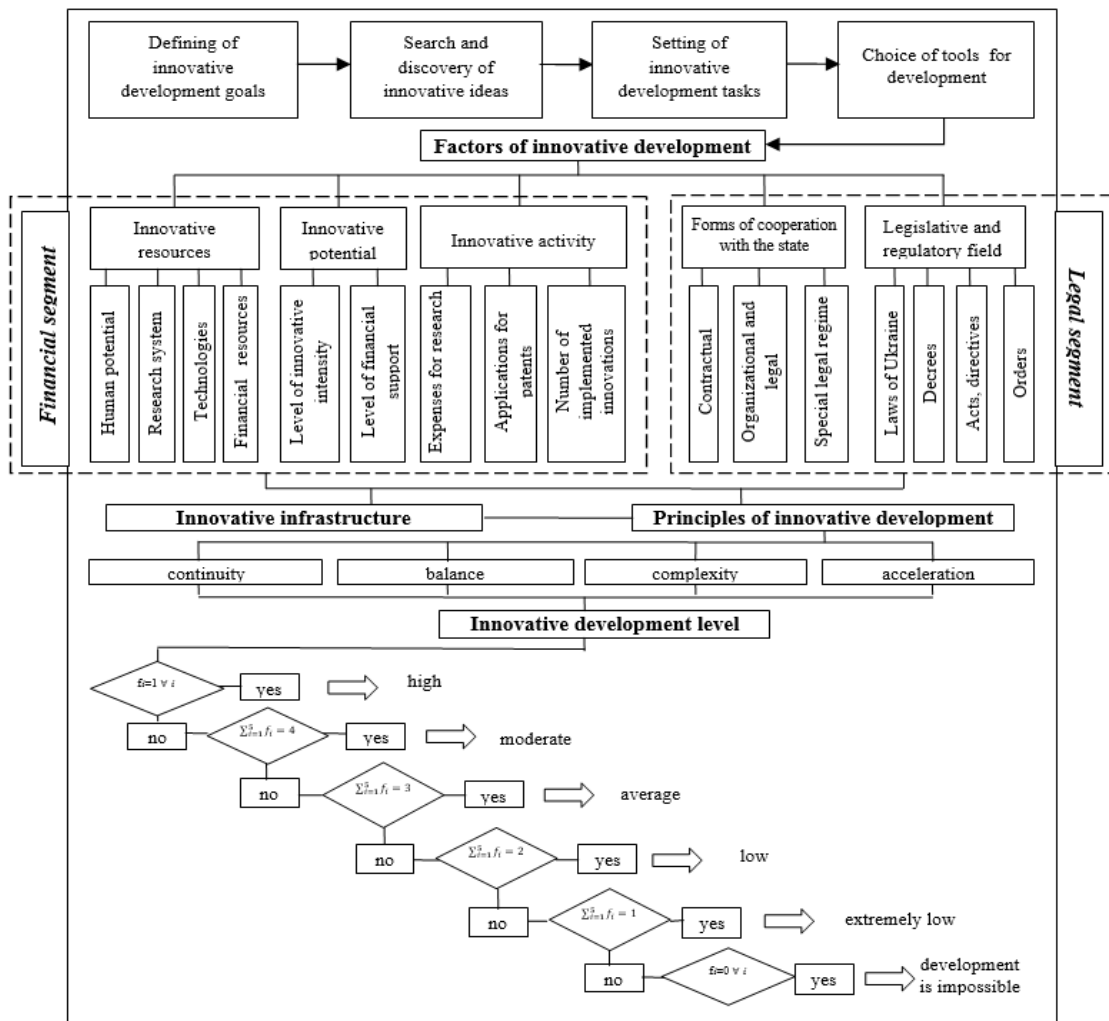 Defining of
innovative
development goals
Search and
discovery of
innovative ideas
Setting of
innovative
development tasks
Choice of tools for
development
Factors of innovative development
Financial segment
Innovative
resources
Innovative
potential
Innovative activity
Forms of cooperation
with the state
Legislative and
regulatory field
Legal segment
Human potential
Research system
Technologies
Financial resources
Level of innovative
intensity
Level of financial
support
Expenses for research
Applications for
patents
Number of
implemented
innovations
Contractual
Organizational and
legal
Special legal regime
Laws of Ukraine
Decrees
Acts, directives
Orders
Innovative infrastructure
Principles of innovative development
continuity
balance
complexity
acceleration
Innovative development level
fi=1 ∀ i
yes
high
no
∑⁵ᵢ₌₁ fᵢ = 4
yes
moderate
no
∑⁵ᵢ₌₁ fᵢ = 3
yes
average
no
∑⁵ᵢ₌₁ fᵢ = 2
yes
low
no
∑⁵ᵢ₌₁ fᵢ = 1
yes
extremely low
no
fi=0 ∀ i
yes
development
is impossible